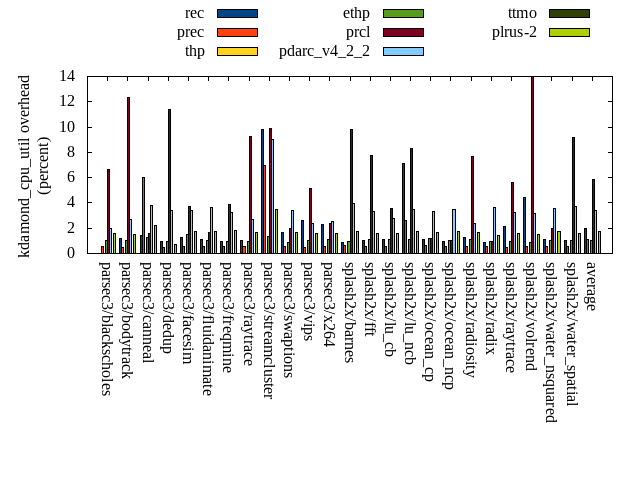 rec
prec
thp
ethp
prcl
pdarc_v4_2_2
ttmo
plrus-2
kdamond_cpu_util overhead
(percent)
14
12
10
8
6
4
2
0
parsec3/blackscholes
parsec3/bodytrack
parsec3/canneal
parsec3/dedup
parsec3/facesim
parsec3/fluidanimate
parsec3/freqmine
parsec3/raytrace
parsec3/streamcluster
parsec3/swaptions
parsec3/vips
parsec3/x264
splash2x/barnes
splash2x/fft
splash2x/lu_cb
splash2x/lu_ncb
splash2x/ocean_cp
splash2x/ocean_ncp
splash2x/radiosity
splash2x/radix
splash2x/raytrace
splash2x/volrend
splash2x/water_nsquared
splash2x/water_spatial
average